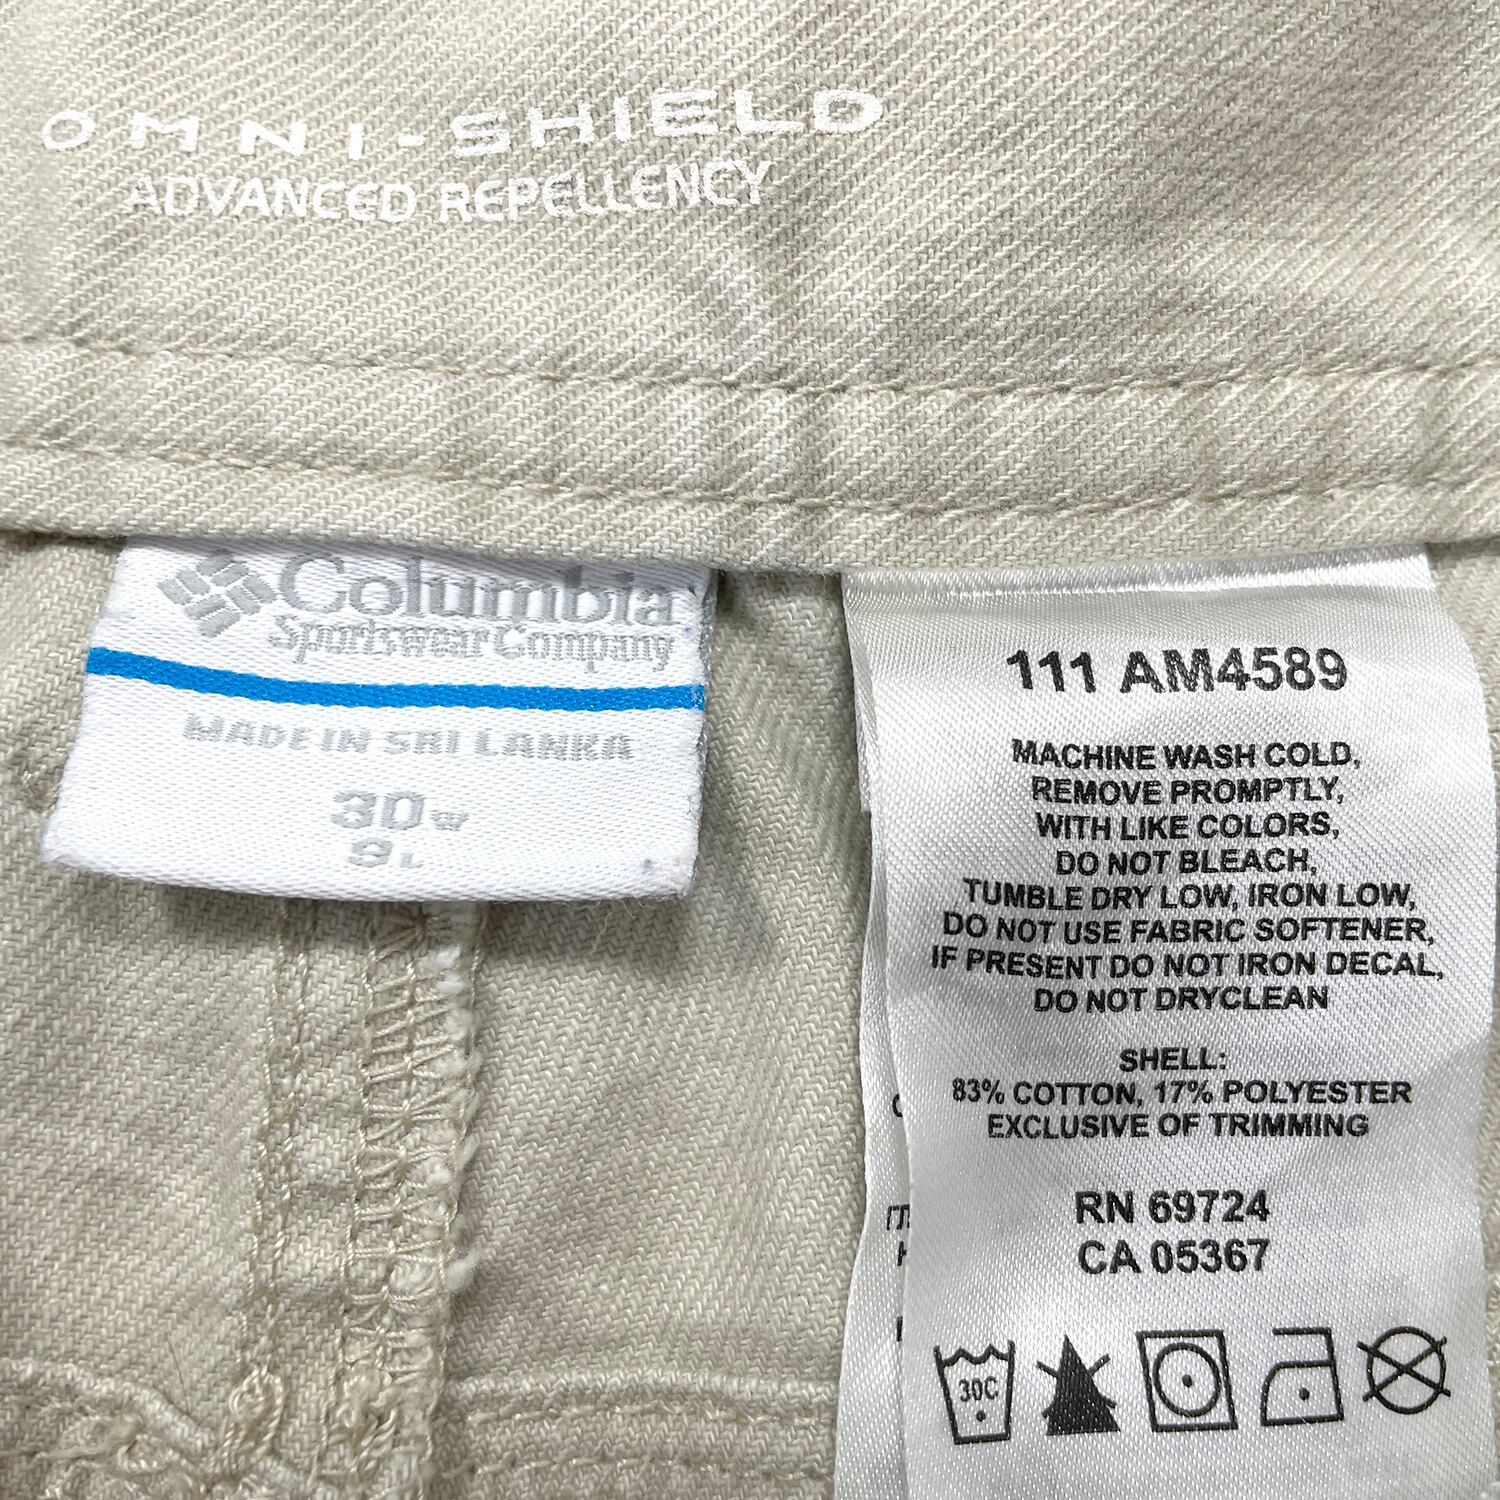 OMNI-SHIELD
ADVANCED REPELLENCY
Columbia
Sportswear Company
MADE IN SRI LANKA
30 W
9 L
111 AM4589
MACHINE WASH COLD,
REMOVE PROMPTLY,
WITH LIKE COLORS,
DO NOT BLEACH,
TUMBLE DRY LOW, IRON LOW,
DO NOT USE FABRIC SOFTENER,
IF PRESENT DO NOT IRON DECAL,
DO NOT DRYCLEAN
SHELL:
83% COTTON, 17% POLYESTER
EXCLUSIVE OF TRIMMING
RN 69724
CA 05367
30C